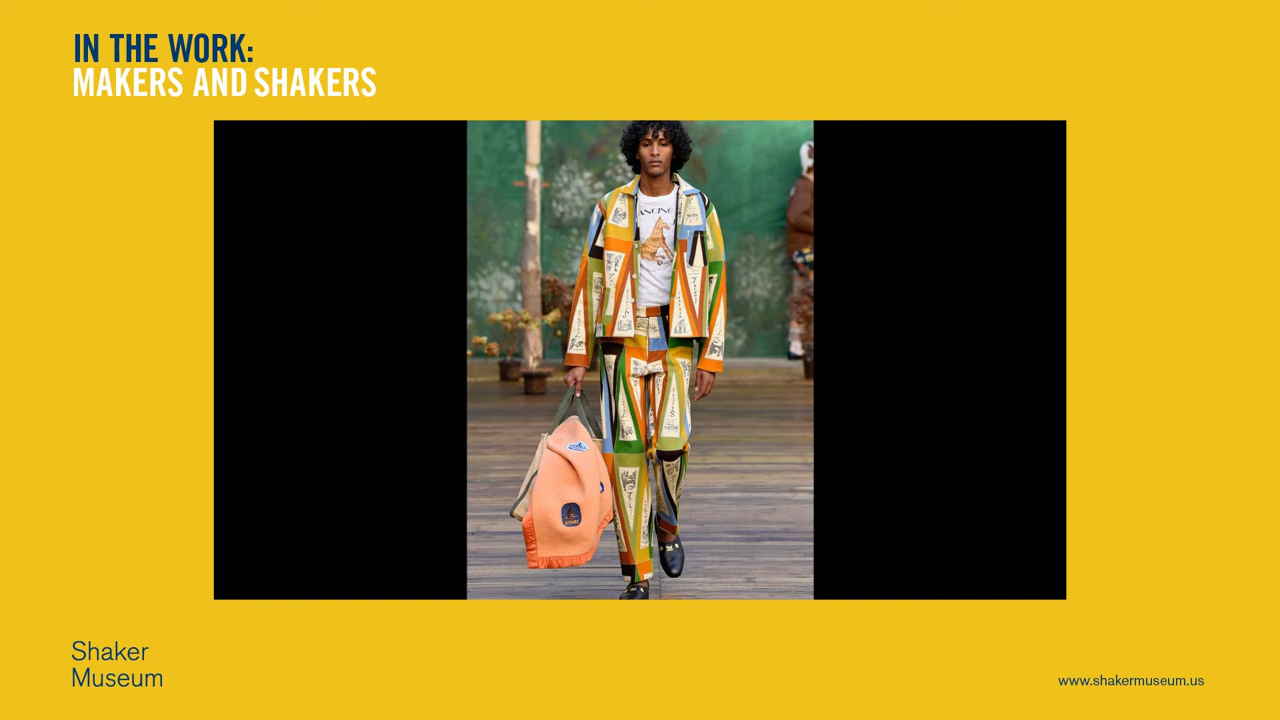 IN THE WORK:
MAKERS AND SHAKERS
Shaker
Museum
www.shakermuseum.us